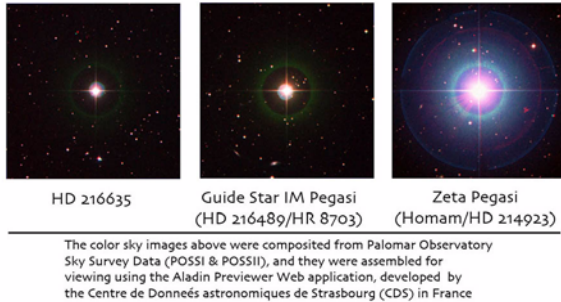 HD 216635
Guide Star IM Pegasi
(HD 216489/HR 8703)
Zeta Pegasi
(Homam/HD 214923)
The color sky images above were composited from Palomar Observatory
Sky Survey Data (POSSI & POSSII), and they were assembled for
viewing using the Aladin Previewer Web application, developed by
the Centre de Donneés astronomiques de Strasbourg (CDS) in France